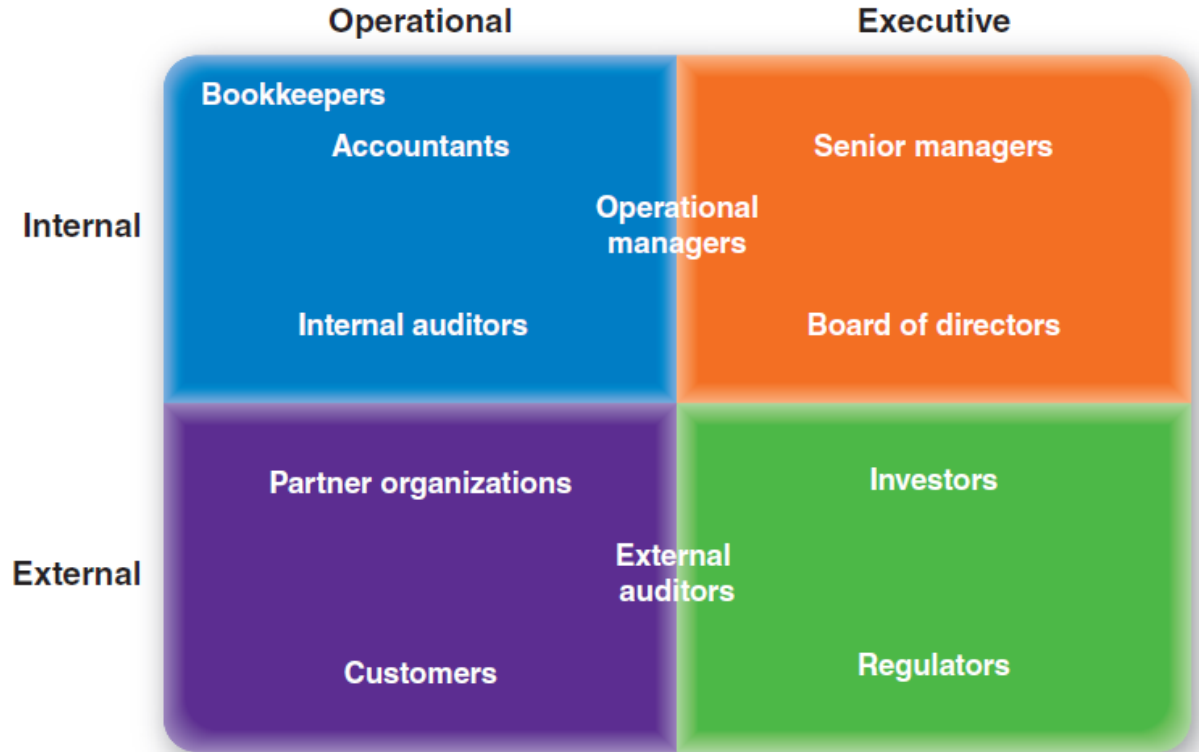 Operational
Executive
Bookkeepers
Accountants
Senior managers
Internal
Operational
managers
Internal auditors
Board of directors
Partner organizations
Investors
External
External
auditors
Customers
Regulators